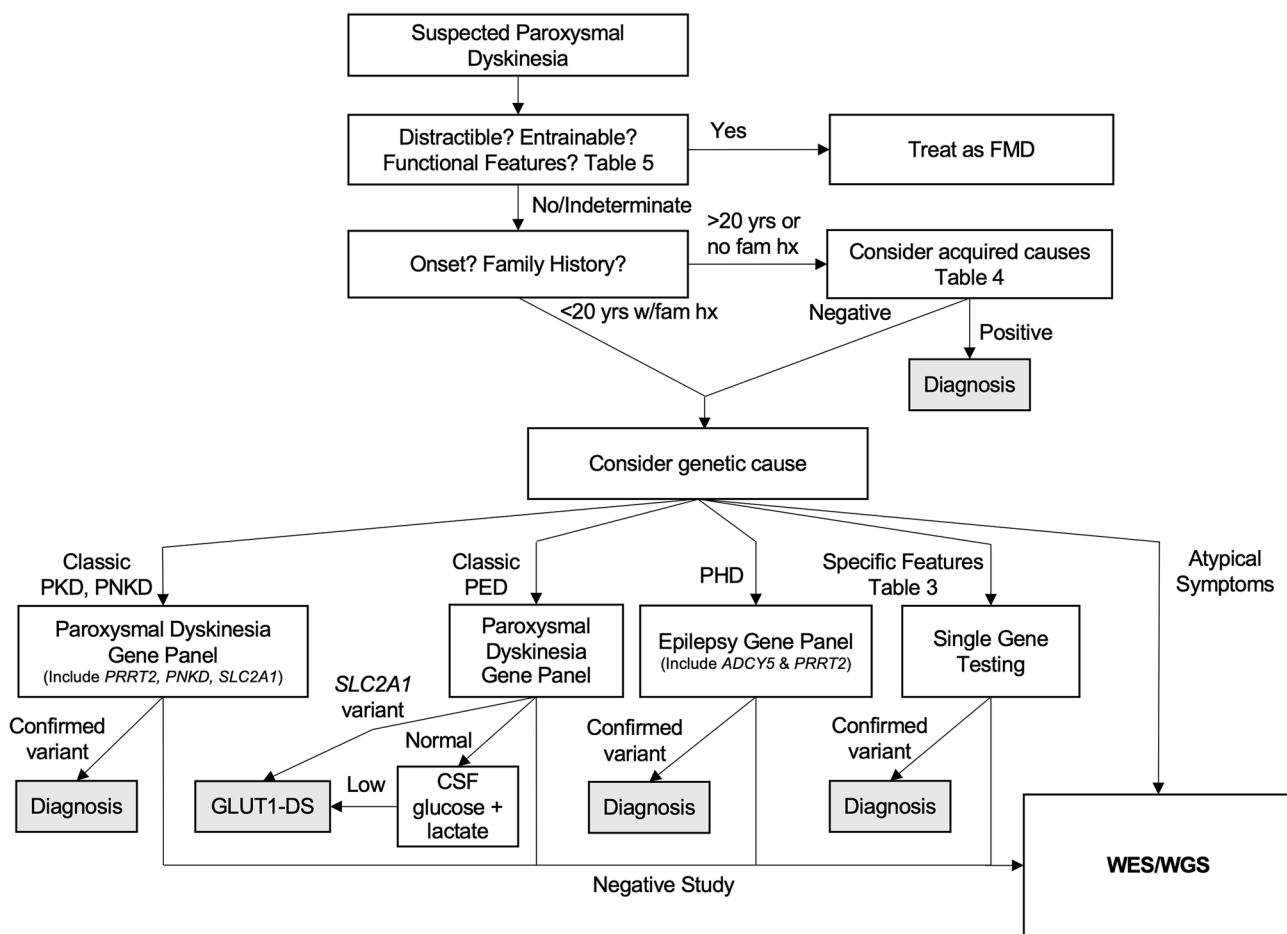 Suspected Paroxysmal
Dyskinesia
Distractible? Entrainable?
Functional Features? Table 5
Yes
Treat as FMD
No/Indeterminate
>20 yrs or
no fam hx
Onset? Family History?
Consider acquired causes
Table 4
<20 yrs w/fam hx
Negative
Positive
Diagnosis
Consider genetic cause
Classic
PKD, PNKD
Classic
PED
PHD
Specific Features
Table 3
Atypical
Symptoms
Paroxysmal Dyskinesia
Gene Panel
(Include PRRT2, PNKD, SLC2A1)
Paroxysmal
Dyskinesia
Gene Panel
Epilepsy Gene Panel
(Include ADCY5 & PRRT2)
Single Gene
Testing
Confirmed
variant
SLC2A1
variant
Normal
Confirmed
variant
Confirmed
variant
Diagnosis
GLUT1-DS
Low
CSF
glucose +
lactate
Diagnosis
Diagnosis
WES/WGS
Negative Study